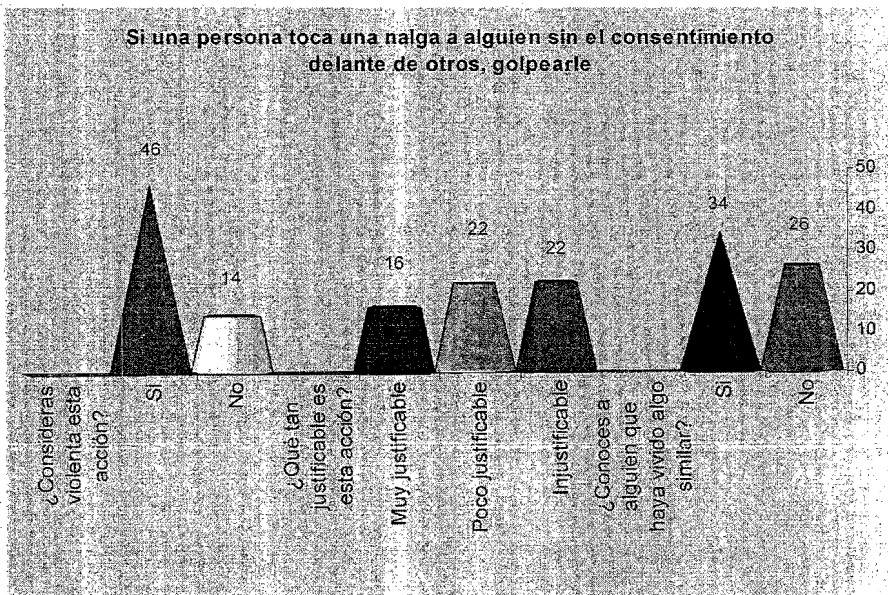 Si una persona toca una nalga a alguien sin el consentimiento
delante de otros, golpearle
46
14
16
22
22
34
26
50
40
30
20
10
0
¿Consideras
violenta esta
acción?
Si
No
¿Qué tan
justificable es
esta acción?
Muy justificable
Poco justificable
Injustificable
¿Conoces a
alguien que
haya vivido algo
similar?
Si
No